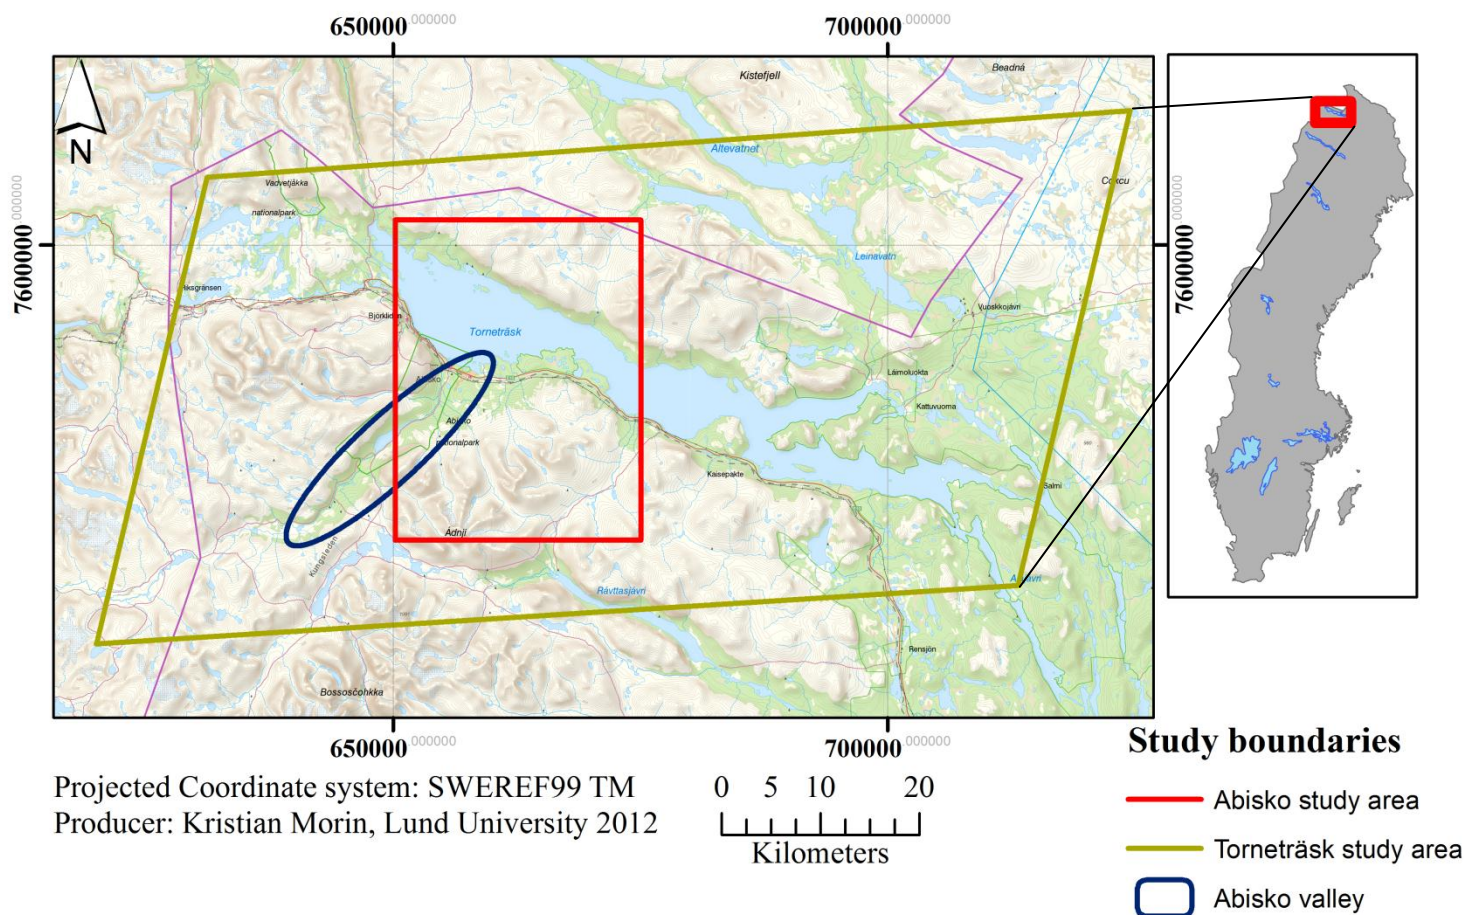 650000.000000 700000.000000
Kistefjell
Beadná
N
Altevatnet
Vadvetjåkka
nationalpark
Leinavatn
7600000.000000
7600000.000000
Riksgränsen
Björkliden
Torneträsk
Vuoskkojávri
Abisko
Láimoluokta
Kattuvuoma
Abisko
nationalpark
Kaisepakte
Salmi
Ádnji
Kungsleden
Rávttasjávri
Rensjön
Bossosčohkka
650000.000000 700000.000000
Projected Coordinate system: SWEREF99 TM
Producer: Kristian Morin, Lund University 2012
0 5 10 20
Kilometers
Study boundaries
Abisko study area
Torneträsk study area
Abisko valley